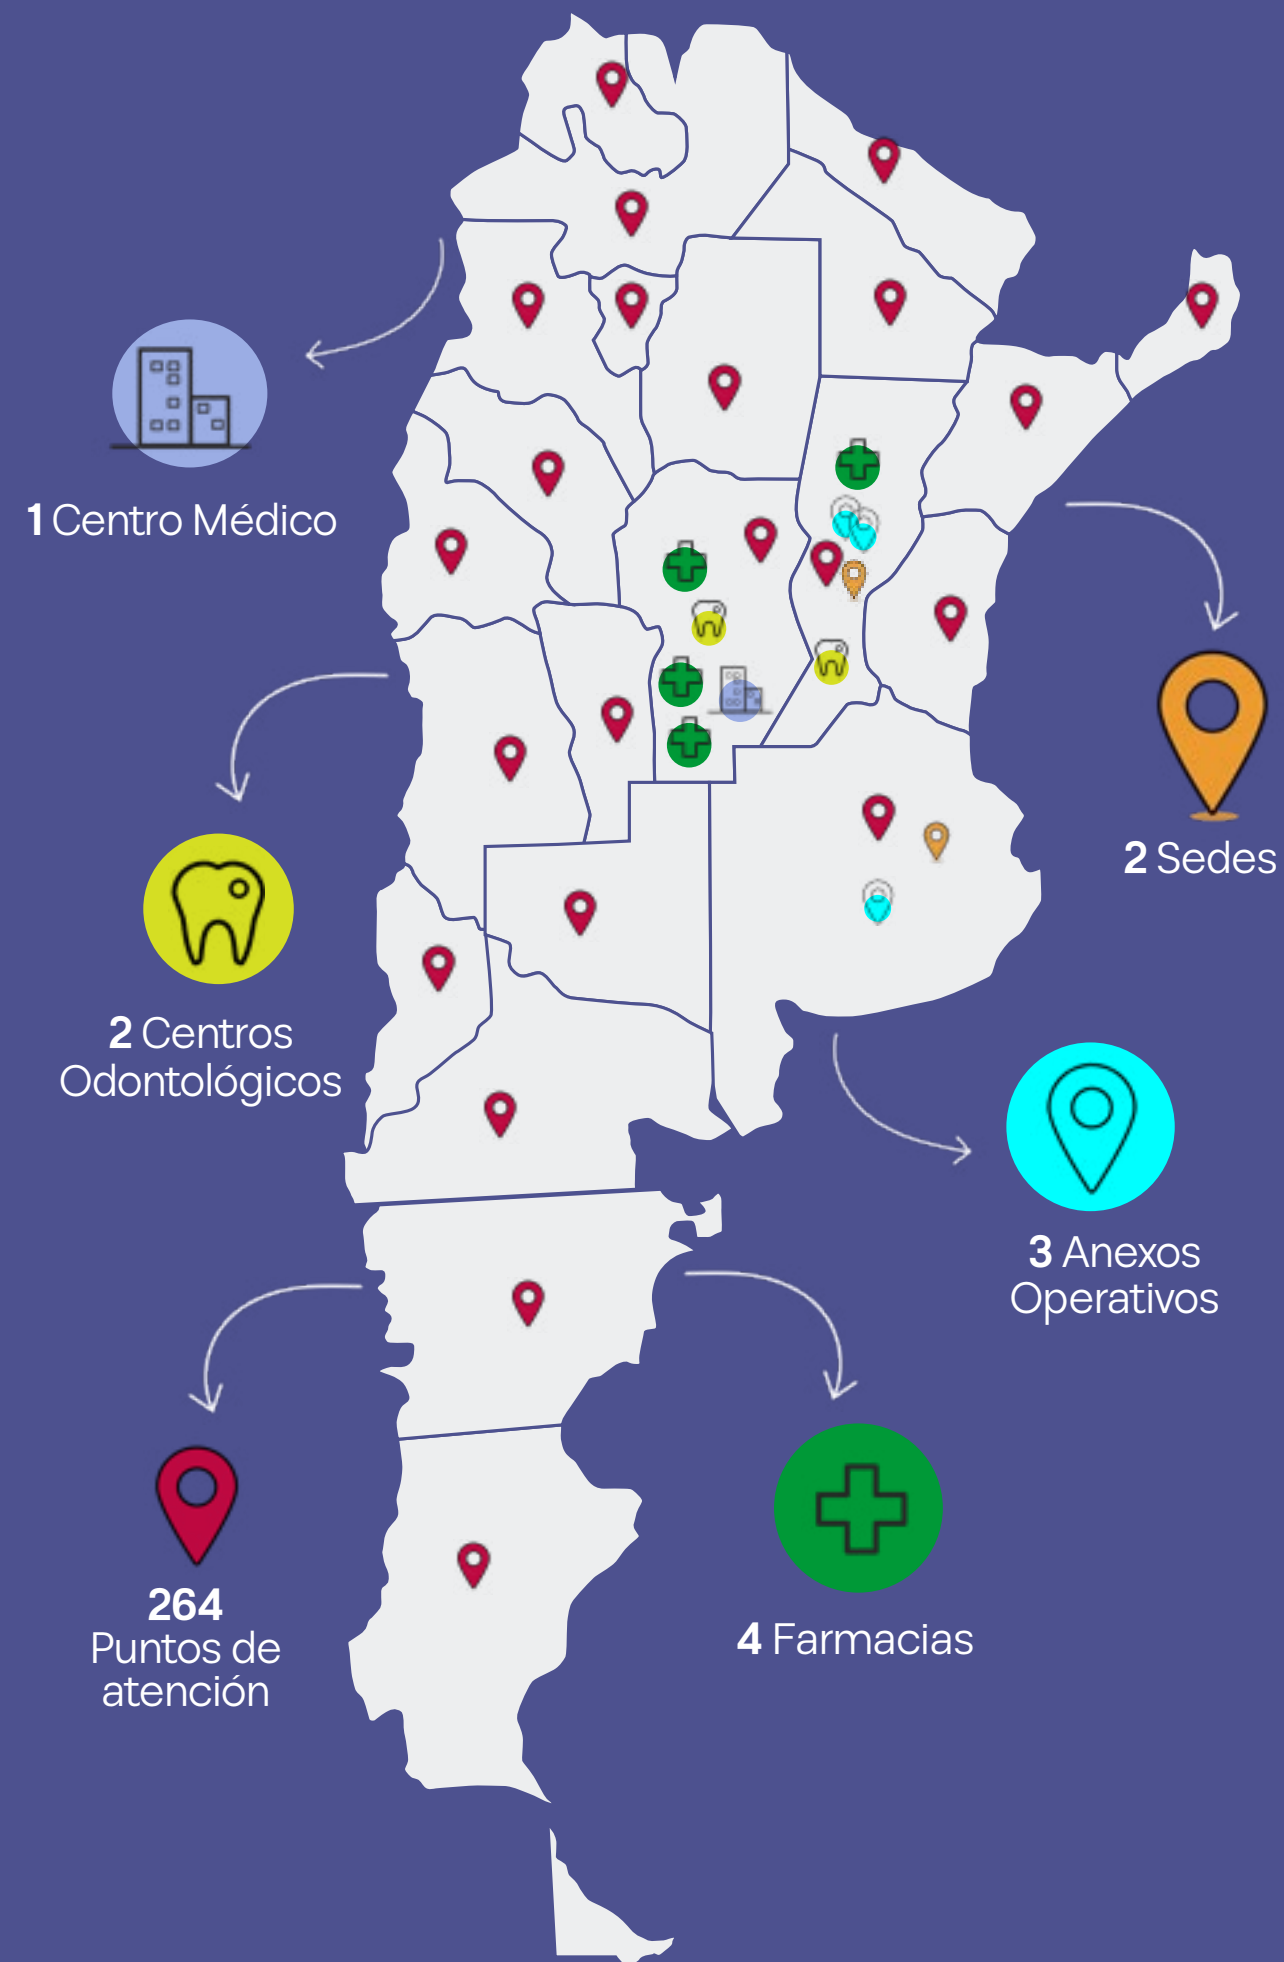 1 Centro Médico
2 Sedes
2 Centros
Odontológicos
3 Anexos
Operativos
264
Puntos de
atención
4 Farmacias